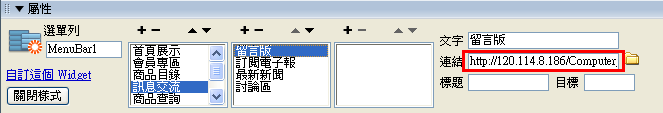 屬性
選單列
MenuBar1
自訂這個 Widget
關閉樣式
首頁展示
會員專區
商品目錄
訊息交流
商品查詢
留言版
訂閱電子報
最新新聞
討論區
文字 留言版
連結 http://120.114.8.186/Computer
標題 目標